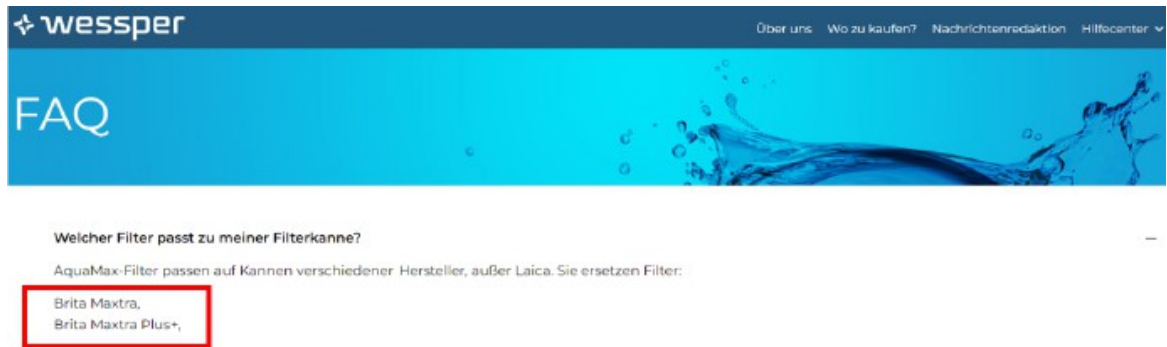 wessper
Über uns Wo zu kaufen? Nachrichtenredaktion Hilfecenter
FAQ
Welcher Filter passt zu meiner Filterkanne?
AquaMax-Filter passen auf Kannen verschiedener Hersteller, außer Laica. Sie ersetzen Filter:
Brita Maxtra,
Brita Maxtra Plus+,